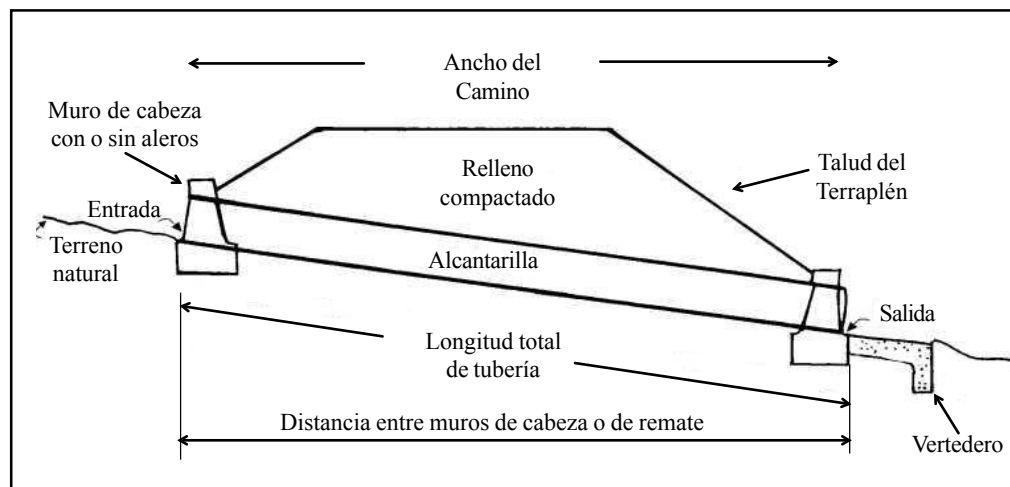 Ancho del
Camino
Muro de cabeza
con o sin aleros
Relleno
compactado
Talud del
Terraplén
Entrada
Terreno
natural
Alcantarilla
Salida
Longitud total
de tubería
Distancia entre muros de cabeza o de remate
Vertedero